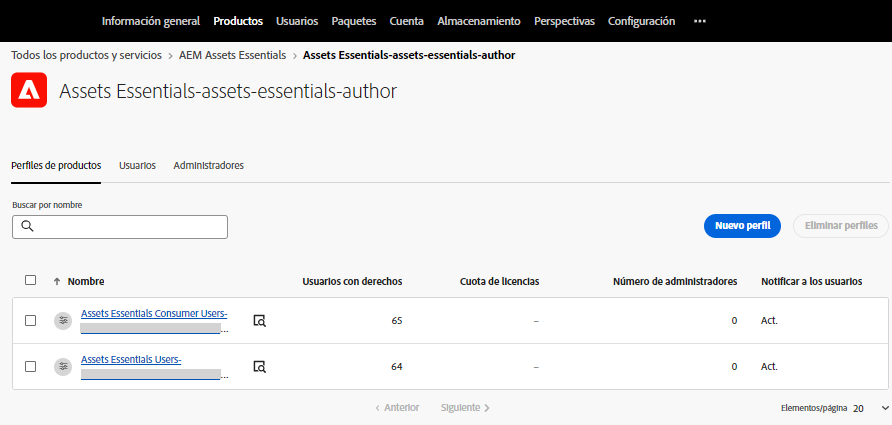 Información general Productos Usuarios Paquetes Cuenta Almacenamiento Perspectivas Configuración ...
Todos los productos y servicios > AEM Assets Essentials > Assets Essentials-assets-essentials-author
Assets Essentials-assets-essentials-author
Perfiles de productos Usuarios Administradores
Buscar por nombre
Nuevo perfil Eliminar perfiles
Nombre Usuarios con derechos Cuota de licencias Número de administradores Notificar a los usuarios
Assets Essentials Consumer Users-
... 65 – 0 Act.
Assets Essentials Users-
... 64 – 0 Act.
< Anterior Siguiente > Elementos/página 20